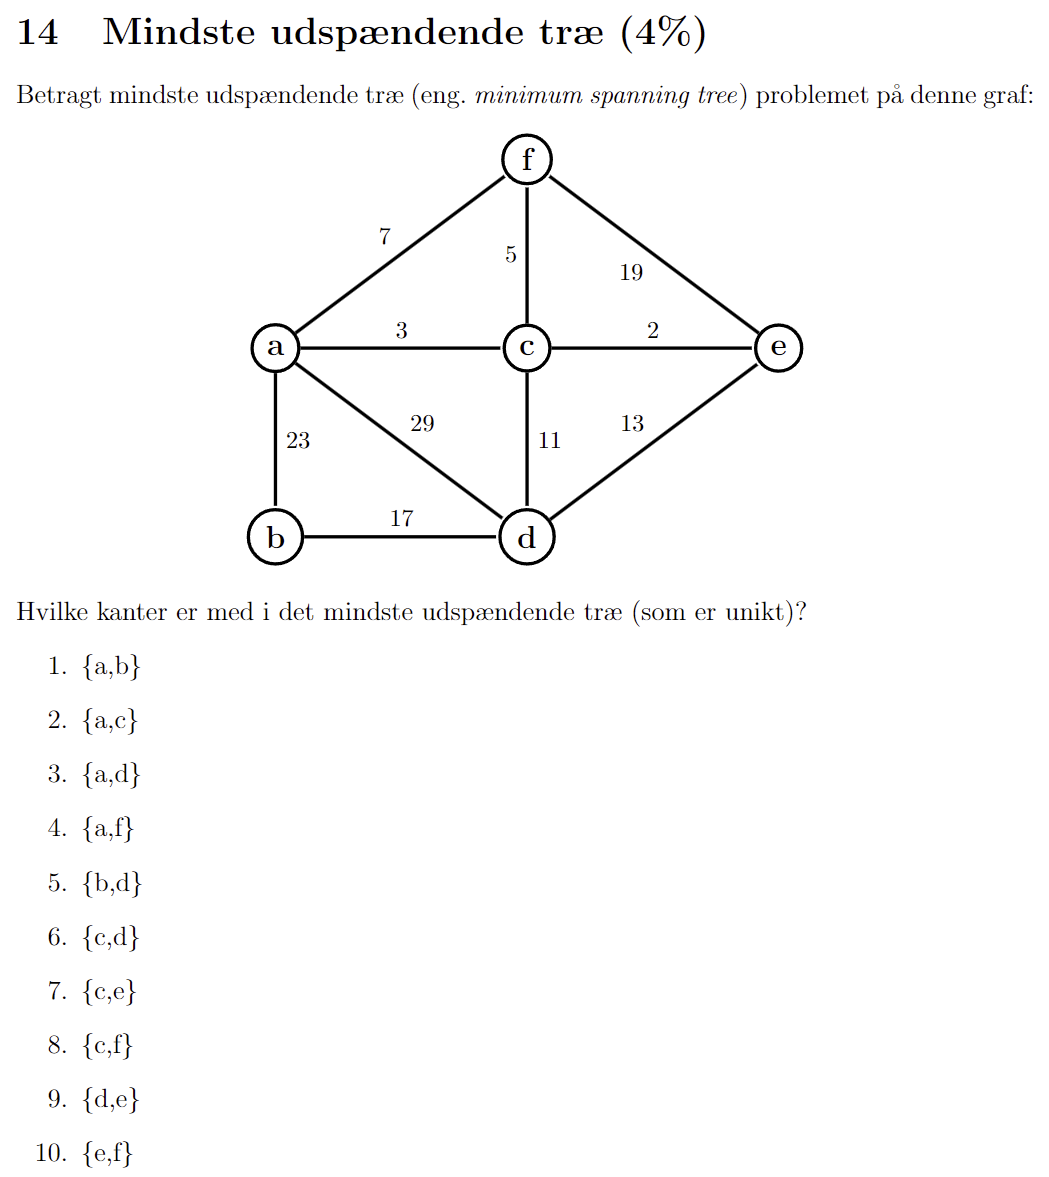 14 Mindste udspændende træ (4%)
Betragt mindste udspændende træ (eng. minimum spanning tree) problemet på denne graf:
f
7
5
19
3
2
a
c
e
29
13
23
11
17
b
d
Hvilke kanter er med i det mindste udspændende træ (som er unikt)?
1. {a,b}
2. {a,c}
3. {a,d}
4. {a,f}
5. {b,d}
6. {c,d}
7. {c,e}
8. {c,f}
9. {d,e}
10. {e,f}